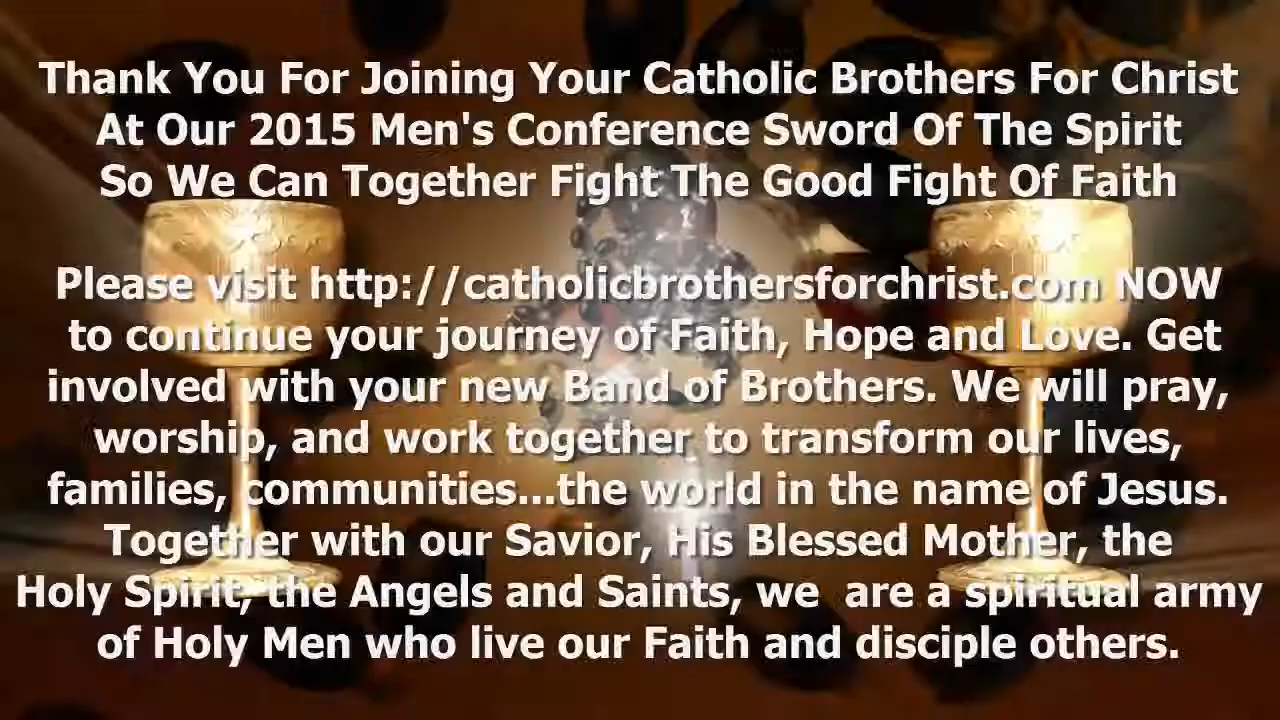 Thank You For Joining Your Catholic Brothers For Christ
At Our 2015 Men's Conference Sword Of The Spirit
So We Can Together Fight The Good Fight Of Faith
Please visit http://catholicbrothersforchrist.com NOW
to continue your journey of Faith, Hope and Love. Get
involved with your new Band of Brothers. We will pray,
worship, and work together to transform our lives,
families, communities...the world in the name of Jesus.
Together with our Savior, His Blessed Mother, the
Holy Spirit, the Angels and Saints, we  are a spiritual army
of Holy Men who live our Faith and disciple others.